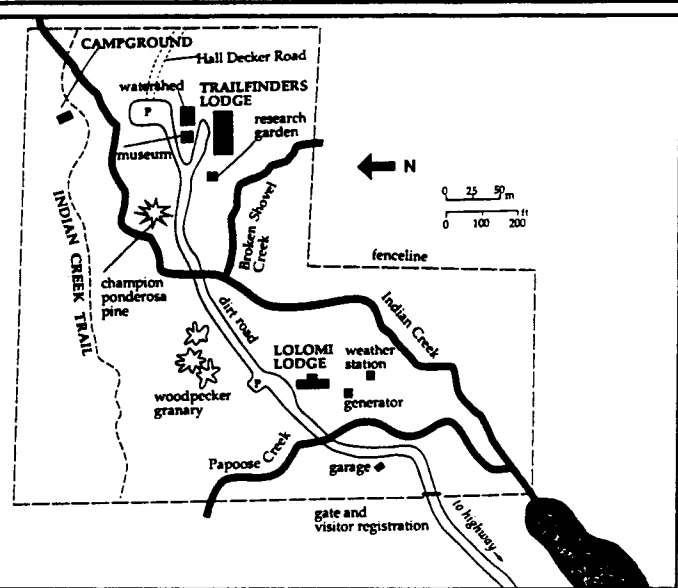 CAMPGROUND
Hall Decker Road
watershed
TRAILFINDERS
LODGE
P
research
garden
museum
N
0 25 50 m
0 100 200 ft
INDIAN CREEK TRAIL
Broken Shovel
Creek
fenceline
champion
ponderosa
pine
dirt road
Indian Creek
LOLOMI
LODGE
weather
station
P
woodpecker
granary
generator
Papoose Creek
garage
gate and
visitor registration
to highway